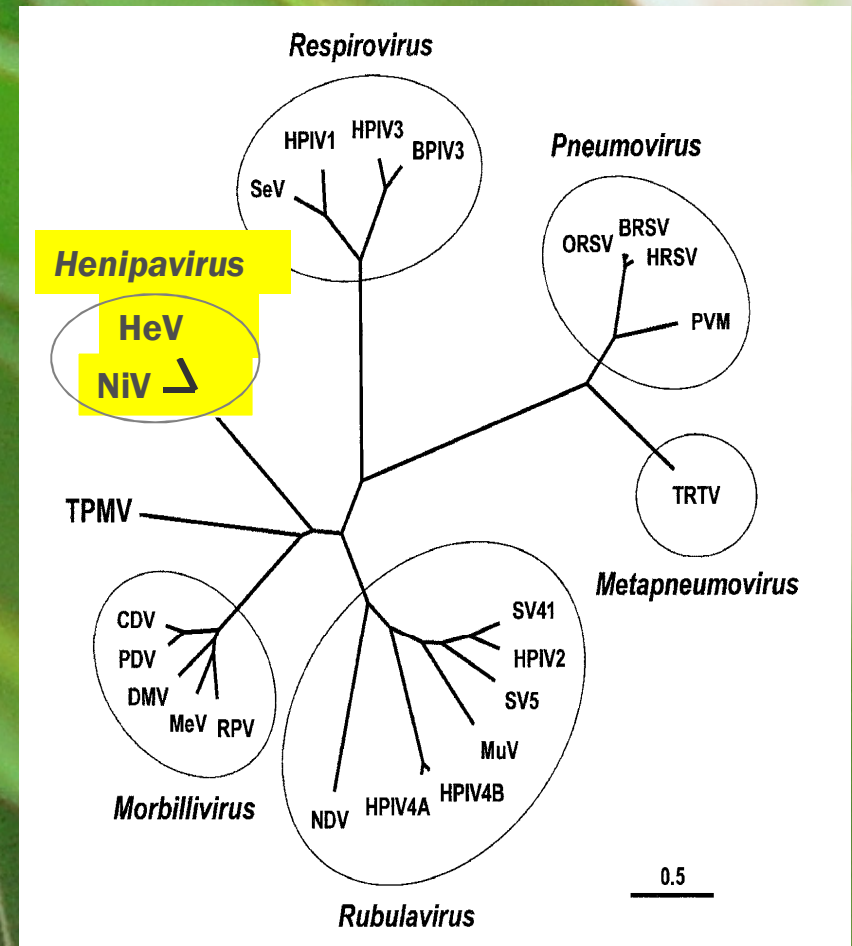 Respirovirus
HPIV1
HPIV3
BPIV3
SeV
Pneumovirus
ORSV
BRSV
HRSV
PVM
Henipavirus
HeV
NiV
TPMV
TRTV
Metapneumovirus
CDV
PDV
DMV
MeV
RPV
Morbillivirus
SV41
HPIV2
SV5
MuV
HPIV4B
HPIV4A
NDV
Rubulavirus
0.5